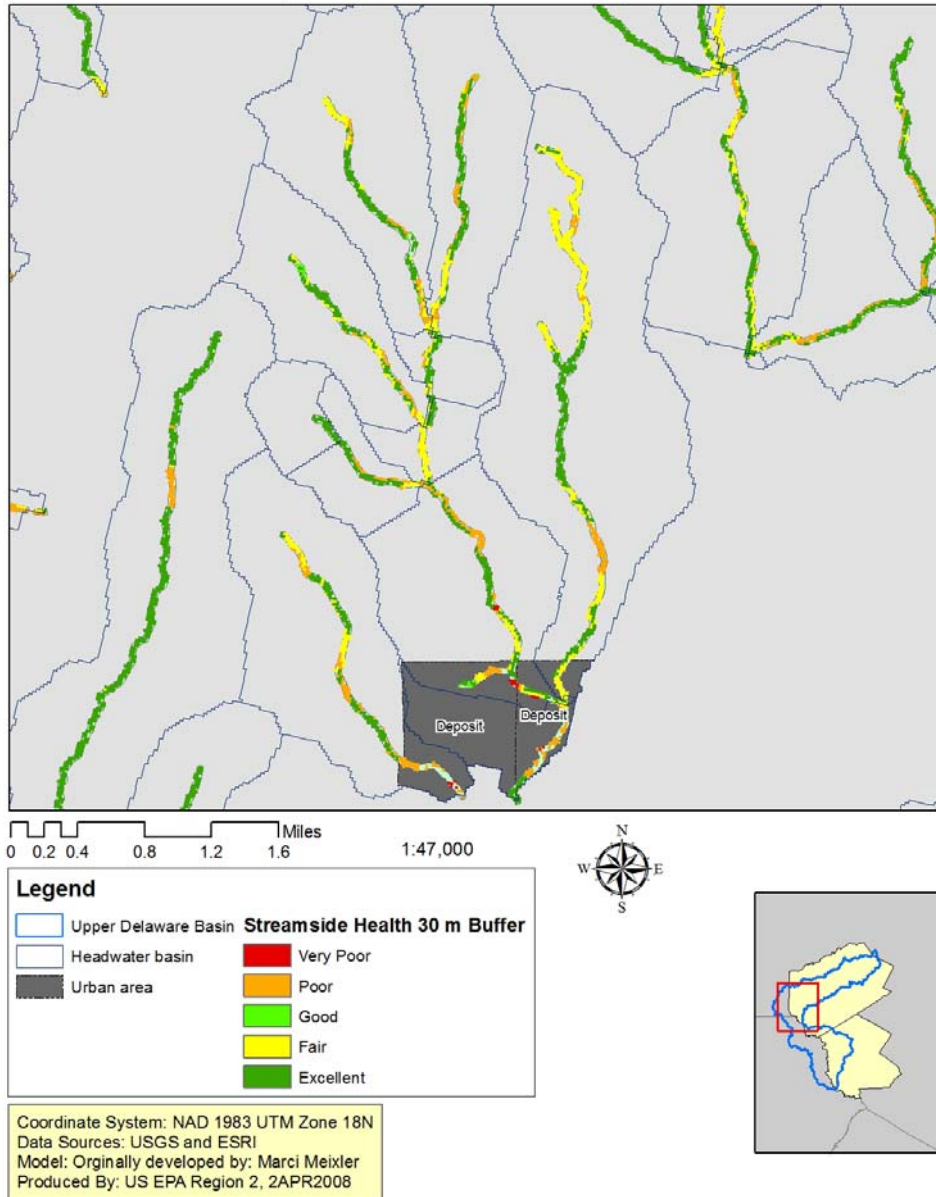 Deposit
Deposit
Miles
0 0.2 0.4 0.8 1.2 1.6
1:47,000
N
W E
S
Legend
Upper Delaware Basin
Headwater basin
Urban area
Streamside Health 30 m Buffer
Very Poor
Poor
Good
Fair
Excellent
Coordinate System: NAD 1983 UTM Zone 18N
Data Sources: USGS and ESRI
Model: Orginally developed by: Marci Meixler
Produced By: US EPA Region 2, 2APR2008